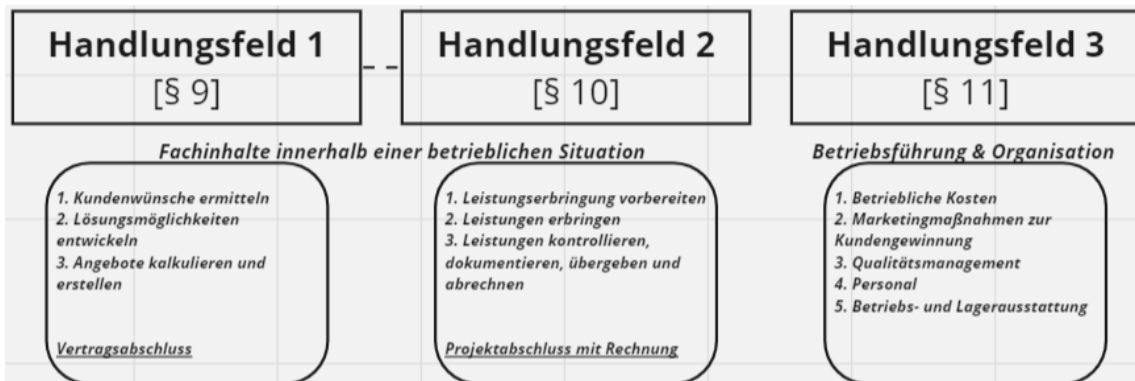 Handlungsfeld 1
[§ 9]
Handlungsfeld 2
[§ 10]
Handlungsfeld 3
[§ 11]
Fachinhalte innerhalb einer betrieblichen Situation
Betriebsführung & Organisation
1. Kundenwünsche ermitteln
2. Lösungsmöglichkeiten
entwickeln
3. Angebote kalkulieren und
erstellen
Vertragsabschluss
1. Leistungserbringung vorbereiten
2. Leistungen erbringen
3. Leistungen kontrollieren,
dokumentieren, übergeben und
abrechnen
Projektabschluss mit Rechnung
1. Betriebliche Kosten
2. Marketingmaßnahmen zur
Kundengewinnung
3. Qualitätsmanagement
4. Personal
5. Betriebs- und Lagerausstattung